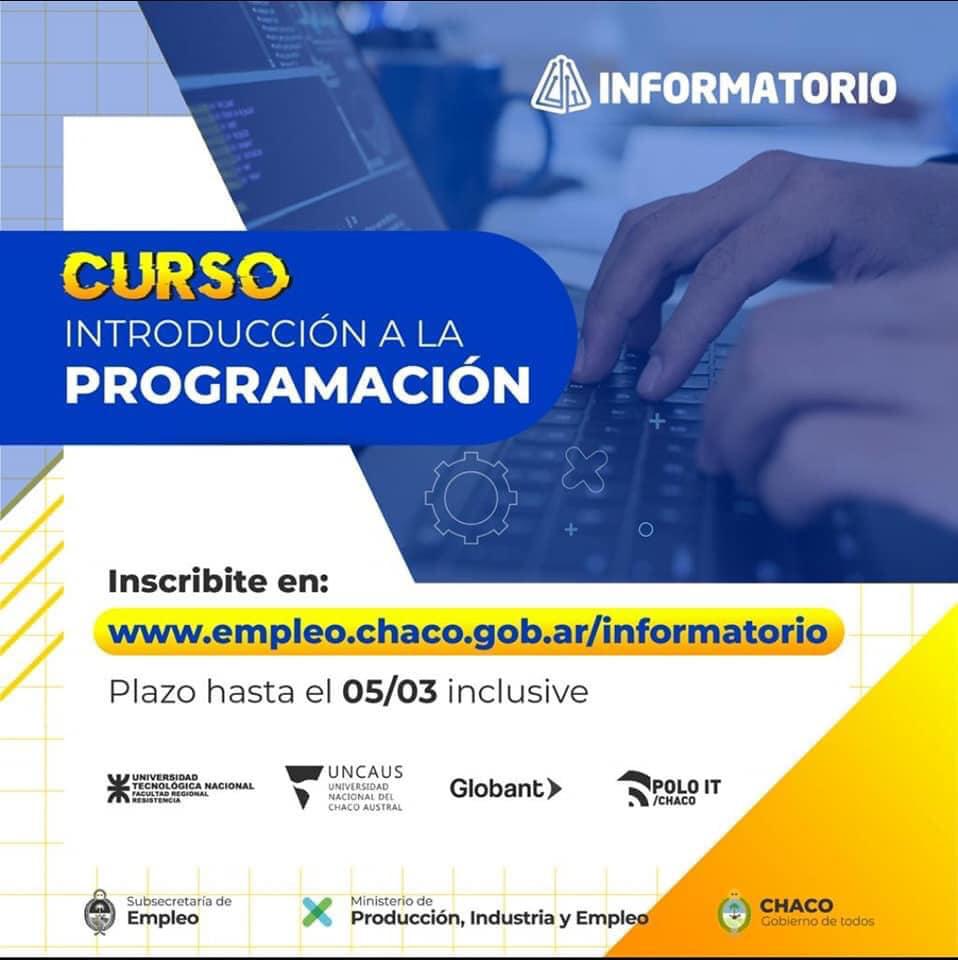 INFORMATORIO
CURSO
INTRODUCCIÓN A LA
PROGRAMACIÓN
Inscribite en:
www.empleo.chaco.gob.ar/informatorio
Plazo hasta el 05/03 inclusive
UNIVERSIDAD
TECNOLÓGICA NACIONAL
FACULTAD REGIONAL
RESISTENCIA
UNCAUS
UNIVERSIDAD
NACIONAL DEL
CHACO AUSTRAL
Globant
POLO IT
/CHACO
Subsecretaría de
Empleo
Ministerio de
Producción, Industria y Empleo
CHACO
Gobierno de todos